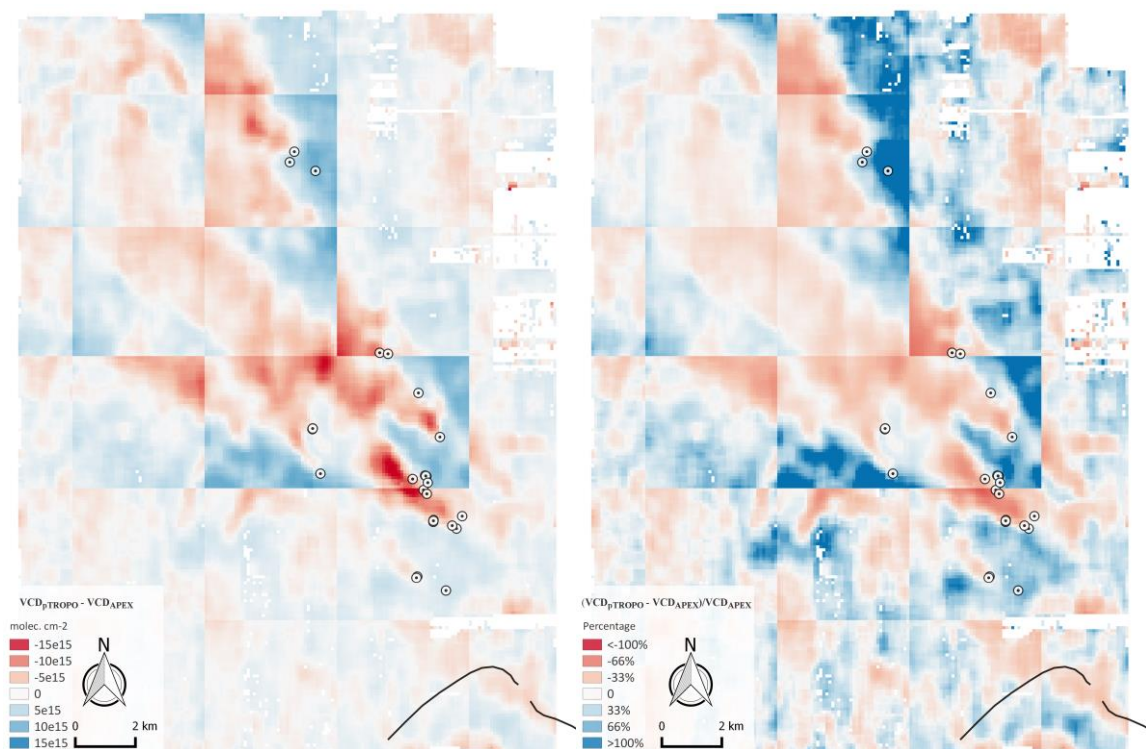 VCDpTROPO - VCDAPEX
molec. cm-2
-15e15
-10e15
-5e15
0
5e15
10e15
15e15
N
0 2 km
(VCDpTROPO - VCDAPEX)/VCDAPEX
Percentage
<-100%
-66%
-33%
0
33%
66%
>100%
N
0 2 km